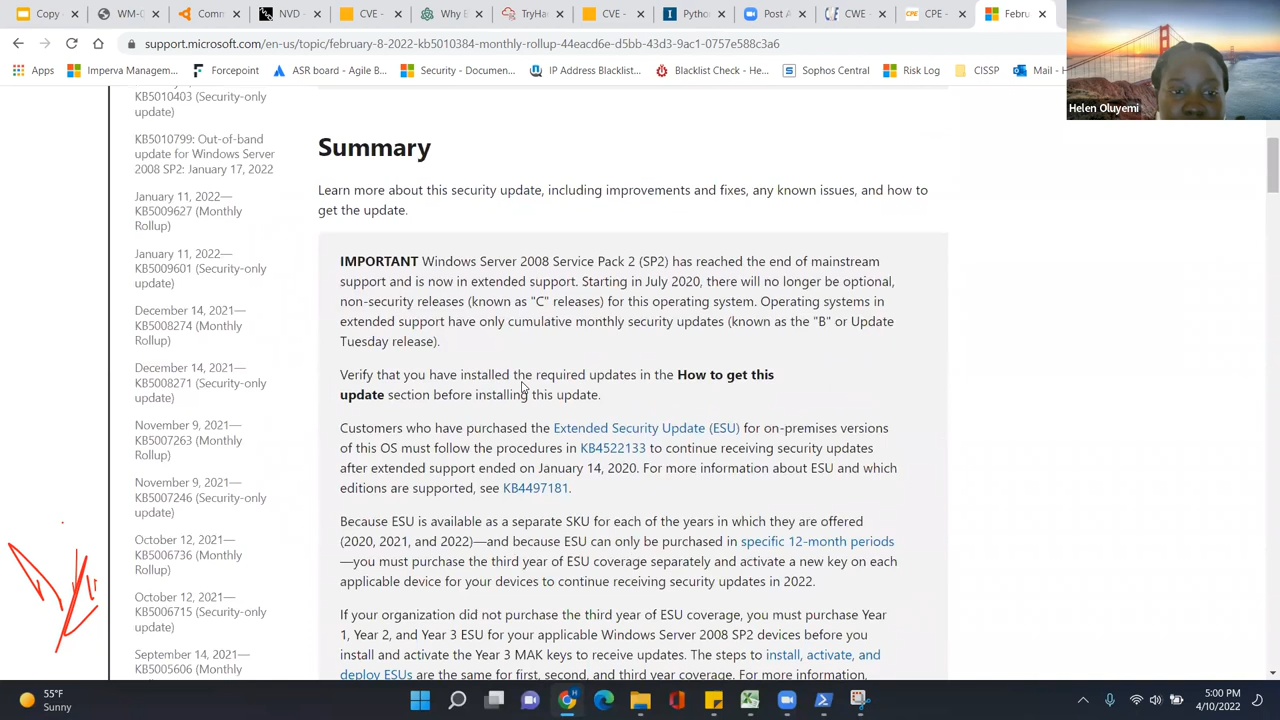 Copy
WM-G
Comm
NVD
CVE -
Why Is
TryHa
CVE -
Python
Post A
CWE -
CPE -
Febru
support.microsoft.com/en-us/topic/february-8-2022-kb5010384-monthly-rollup-44eacd6e-d5bb-43d3-9ac1-0757e588c3a6
Apps
Imperva Managem...
Forcepoint
ASR board - Agile B...
Security - Documen...
IP Address Blacklist...
Blacklist Check - He...
Sophos Central
Risk Log
CISSP
Mail -
Helen Oluyemi
KB5010403 (Security-only
update)
KB5010799: Out-of-band
update for Windows Server
2008 SP2: January 17, 2022
January 11, 2022—
KB5009627 (Monthly
Rollup)
January 11, 2022—
KB5009601 (Security-only
update)
December 14, 2021—
KB5008274 (Monthly
Rollup)
December 14, 2021—
KB5008271 (Security-only
update)
November 9, 2021—
KB5007263 (Monthly
Rollup)
November 9, 2021—
KB5007246 (Security-only
update)
October 12, 2021—
KB5006736 (Monthly
Rollup)
October 12, 2021—
KB5006715 (Security-only
update)
September 14, 2021—
KB5005606 (Monthly
Summary
Learn more about this security update, including improvements and fixes, any known issues, and how to
get the update.
IMPORTANT Windows Server 2008 Service Pack 2 (SP2) has reached the end of mainstream
support and is now in extended support. Starting in July 2020, there will no longer be optional,
non-security releases (known as "C" releases) for this operating system. Operating systems in
extended support have only cumulative monthly security updates (known as the "B" or Update
Tuesday release).
Verify that you have installed the required updates in the How to get this
update section before installing this update.
Customers who have purchased the Extended Security Update (ESU) for on-premises versions
of this OS must follow the procedures in KB4522133 to continue receiving security updates
after extended support ended on January 14, 2020. For more information about ESU and which
editions are supported, see KB4497181.
Because ESU is available as a separate SKU for each of the years in which they are offered
(2020, 2021, and 2022)—and because ESU can only be purchased in specific 12-month periods
—you must purchase the third year of ESU coverage separately and activate a new key on each
applicable device for your devices to continue receiving security updates in 2022.
If your organization did not purchase the third year of ESU coverage, you must purchase Year
1, Year 2, and Year 3 ESU for your applicable Windows Server 2008 SP2 devices before you
install and activate the Year 3 MAK keys to receive updates. The steps to install, activate, and
deploy ESUs are the same for first, second, and third year coverage. For more information,
55°F
Sunny
5:00 PM
4/10/2022